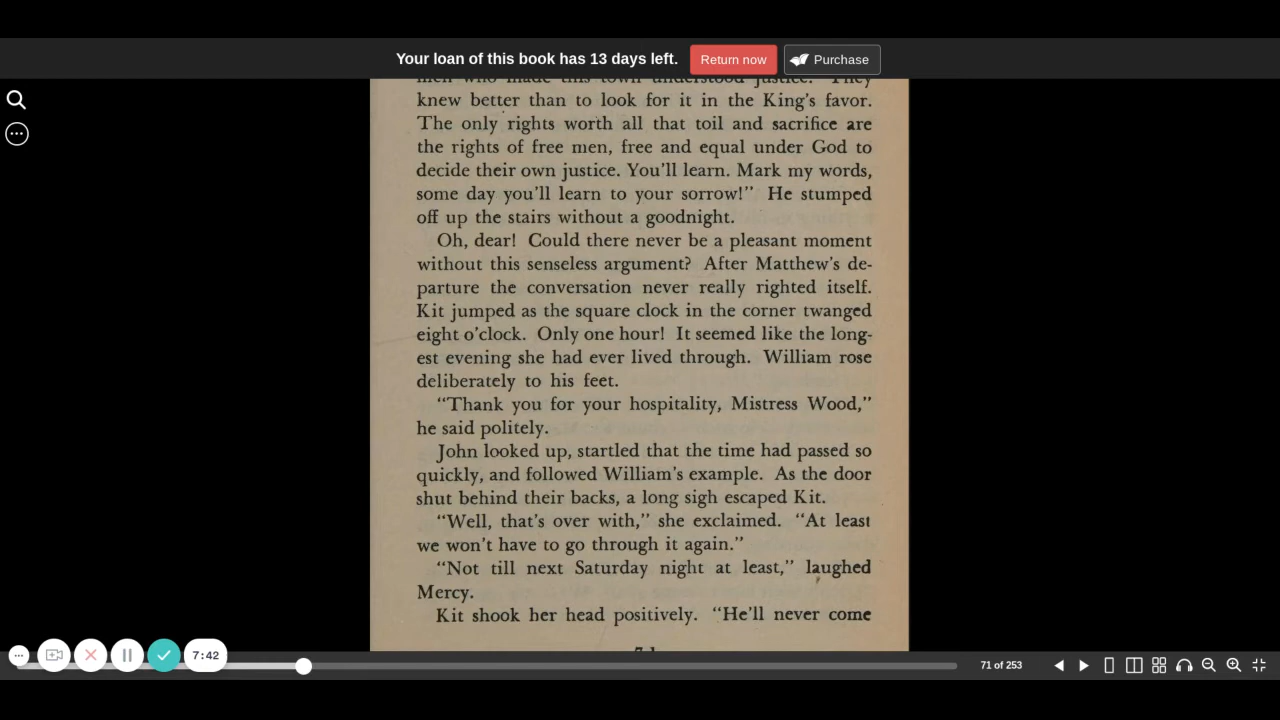 Your loan of this book has 13 days left. Return now Purchase
men who made this town understood justice. They
knew better than to look for it in the King's favor.
The only rights worth all that toil and sacrifice are
the rights of free men, free and equal under God to
decide their own justice. You'll learn. Mark my words,
some day you'll learn to your sorrow!" He stumped
off up the stairs without a goodnight.
Oh, dear! Could there never be a pleasant moment
without this senseless argument? After Matthew's de-
parture the conversation never really righted itself.
Kit jumped as the square clock in the corner twanged
eight o'clock. Only one hour! It seemed like the long-
est evening she had ever lived through. William rose
deliberately to his feet.
"Thank you for your hospitality, Mistress Wood,"
he said politely.
John looked up, startled that the time had passed so
quickly, and followed William's example. As the door
shut behind their backs, a long sigh escaped Kit.
"Well, that's over with," she exclaimed. "At least
we won't have to go through it again."
"Not till next Saturday night at least," laughed
Mercy.
Kit shook her head positively. "He'll never come
7:42
71 of 253